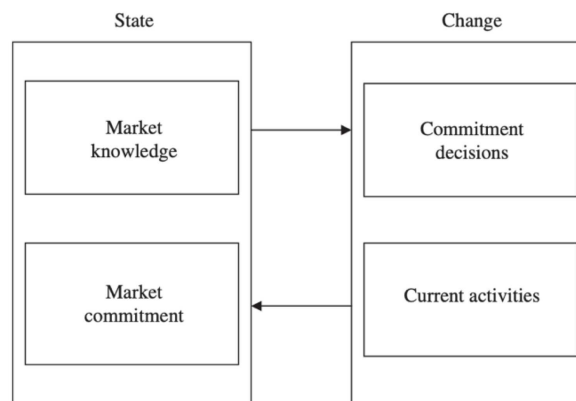 State
Change
Market
knowledge
Commitment
decisions
Market
commitment
Current activities